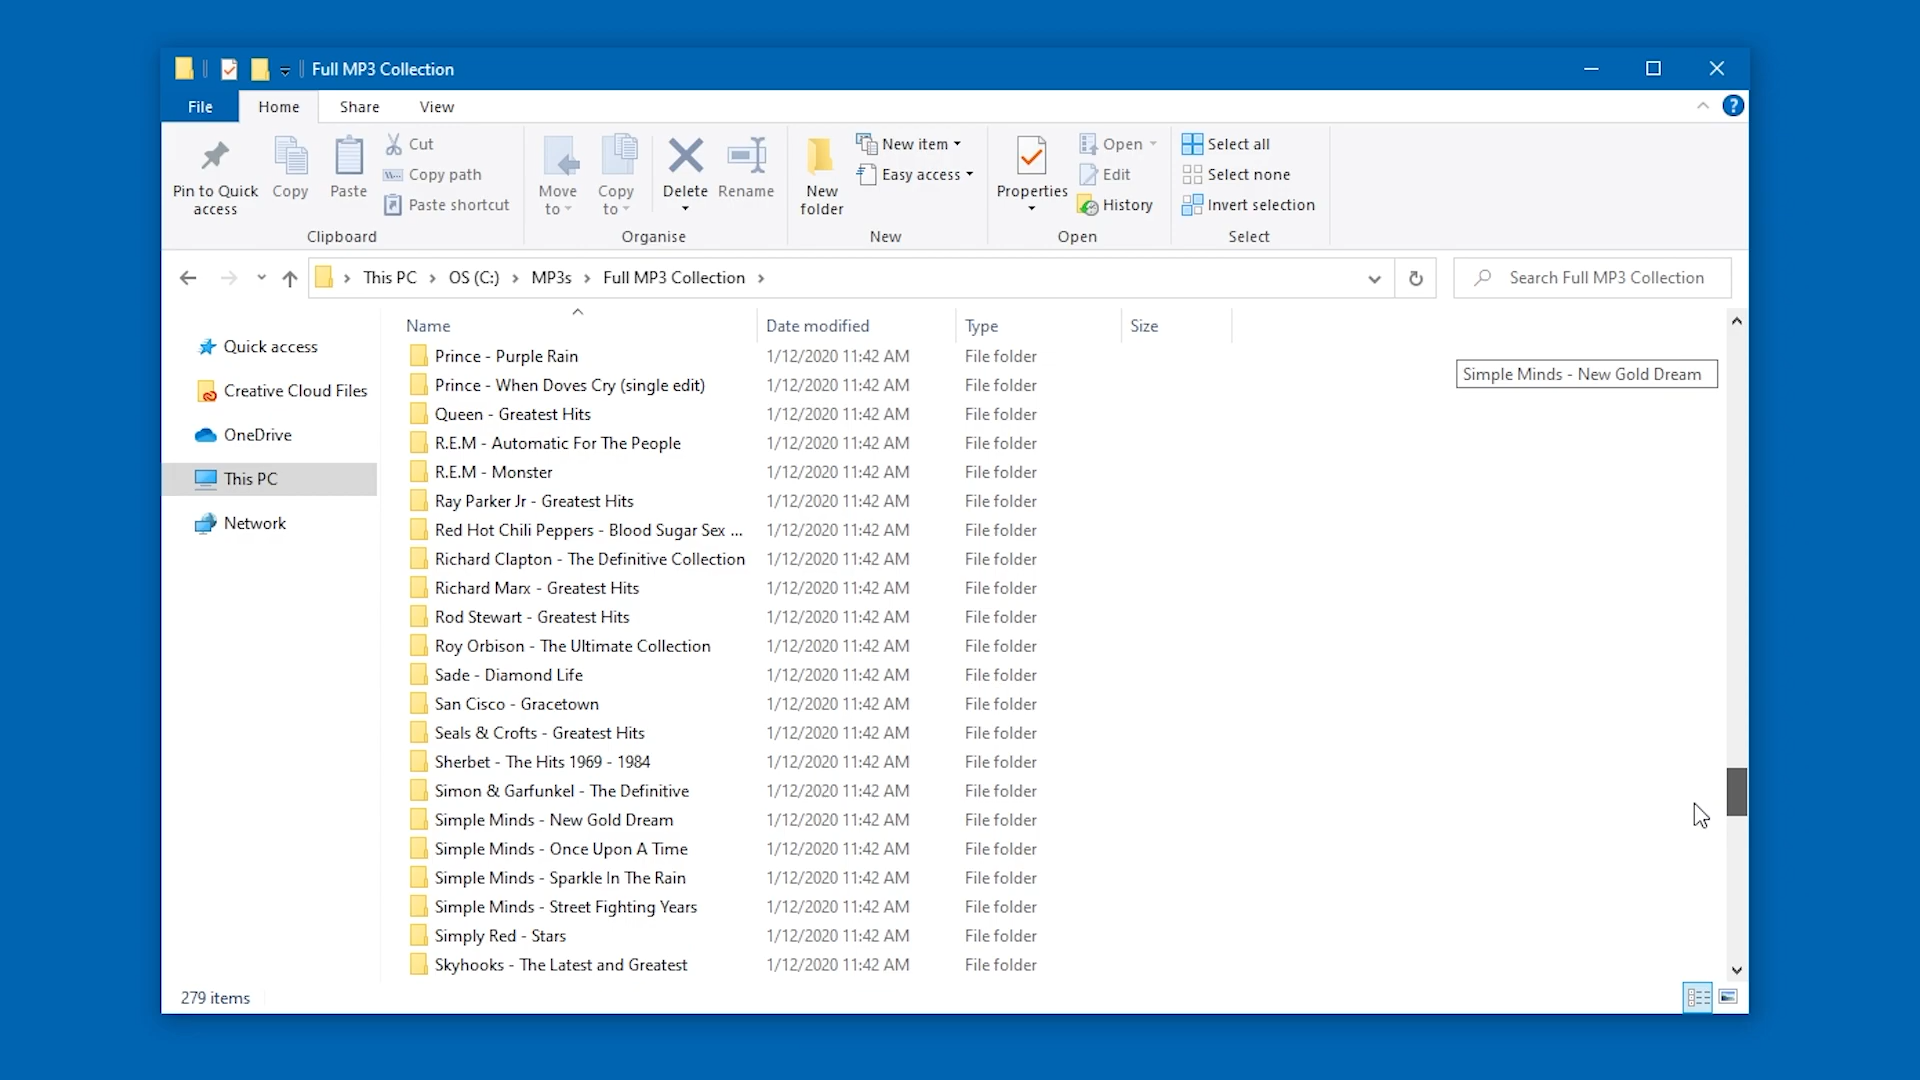 Full MP3 Collection
File Home Share View
Pin to Quick access
Copy
Paste
Cut
Copy path
Paste shortcut
Clipboard
Move to
Copy to
Delete
Rename
Organise
New folder
New item
Easy access
New
Properties
Open
Edit
History
Open
Select all
Select none
Invert selection
Select
This PC > OS (C:) > MP3s > Full MP3 Collection >
Search Full MP3 Collection
Quick access
Creative Cloud Files
OneDrive
This PC
Network
Name Date modified Type Size
Prince - Purple Rain 1/12/2020 11:42 AM File folder
Prince - When Doves Cry (single edit) 1/12/2020 11:42 AM File folder
Queen - Greatest Hits 1/12/2020 11:42 AM File folder
R.E.M - Automatic For The People 1/12/2020 11:42 AM File folder
R.E.M - Monster 1/12/2020 11:42 AM File folder
Ray Parker Jr - Greatest Hits 1/12/2020 11:42 AM File folder
Red Hot Chili Peppers - Blood Sugar Sex ... 1/12/2020 11:42 AM File folder
Richard Clapton - The Definitive Collection 1/12/2020 11:42 AM File folder
Richard Marx - Greatest Hits 1/12/2020 11:42 AM File folder
Rod Stewart - Greatest Hits 1/12/2020 11:42 AM File folder
Roy Orbison - The Ultimate Collection 1/12/2020 11:42 AM File folder
Sade - Diamond Life 1/12/2020 11:42 AM File folder
San Cisco - Gracetown 1/12/2020 11:42 AM File folder
Seals & Crofts - Greatest Hits 1/12/2020 11:42 AM File folder
Sherbet - The Hits 1969 - 1984 1/12/2020 11:42 AM File folder
Simon & Garfunkel - The Definitive 1/12/2020 11:42 AM File folder
Simple Minds - New Gold Dream 1/12/2020 11:42 AM File folder
Simple Minds - Once Upon A Time 1/12/2020 11:42 AM File folder
Simple Minds - Sparkle In The Rain 1/12/2020 11:42 AM File folder
Simple Minds - Street Fighting Years 1/12/2020 11:42 AM File folder
Simply Red - Stars 1/12/2020 11:42 AM File folder
Skyhooks - The Latest and Greatest 1/12/2020 11:42 AM File folder
Simple Minds - New Gold Dream
279 items